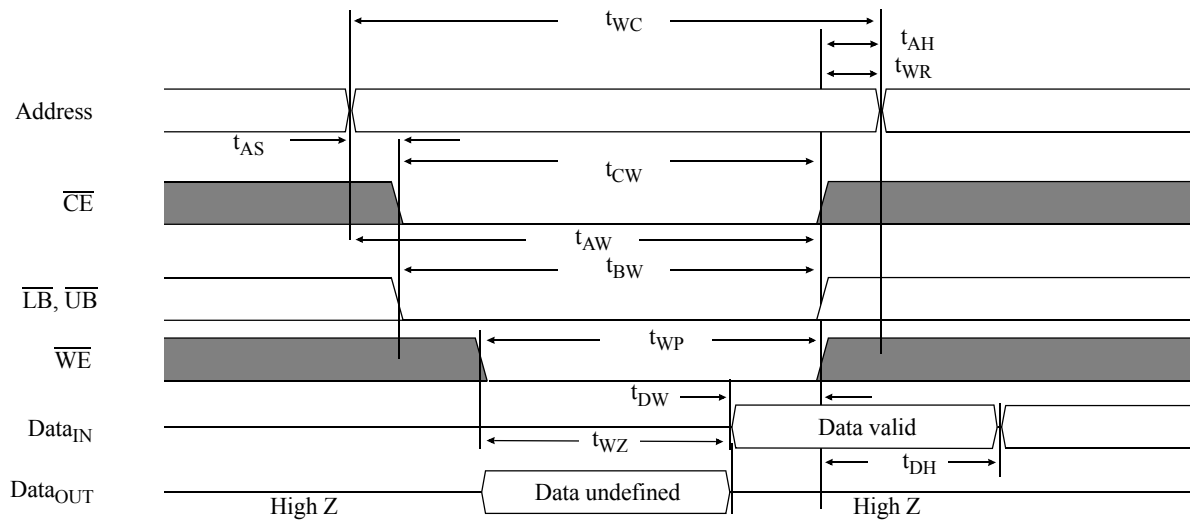 tWC
tAH
tWR
Address
tAS
tCW
CE
tAW
tBW
LB, UB
tWP
WE
tDW
DataIN
Data valid
tWZ
tDH
DataOUT
Data undefined
High Z
High Z